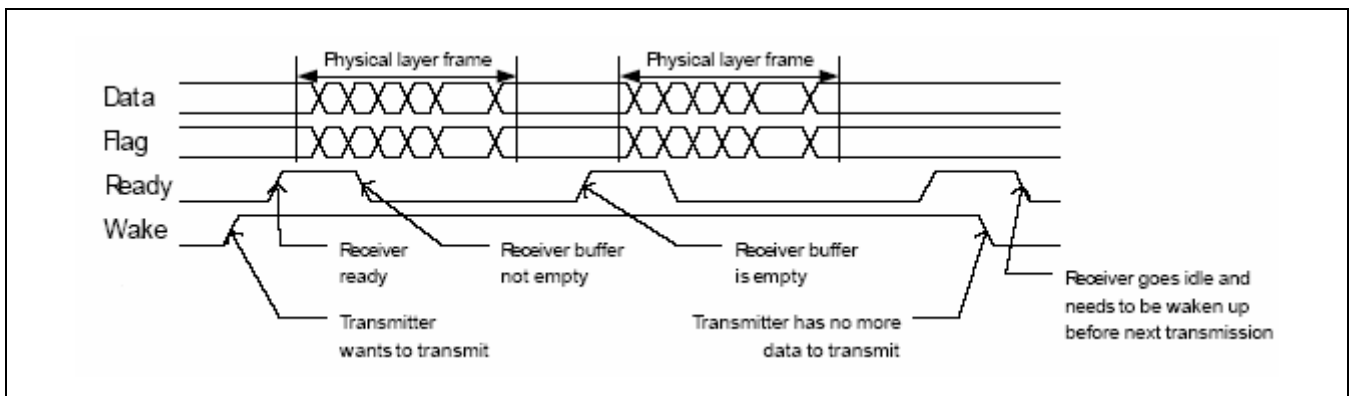 Physical layer frame
Physical layer frame
Data
Flag
Ready
Wake
Receiver
ready
Receiver buffer
not empty
Receiver buffer
is empty
Receiver goes idle and
needs to be waken up
before next transmission
Transmitter
wants to transmit
Transmitter has no more
data to transmit